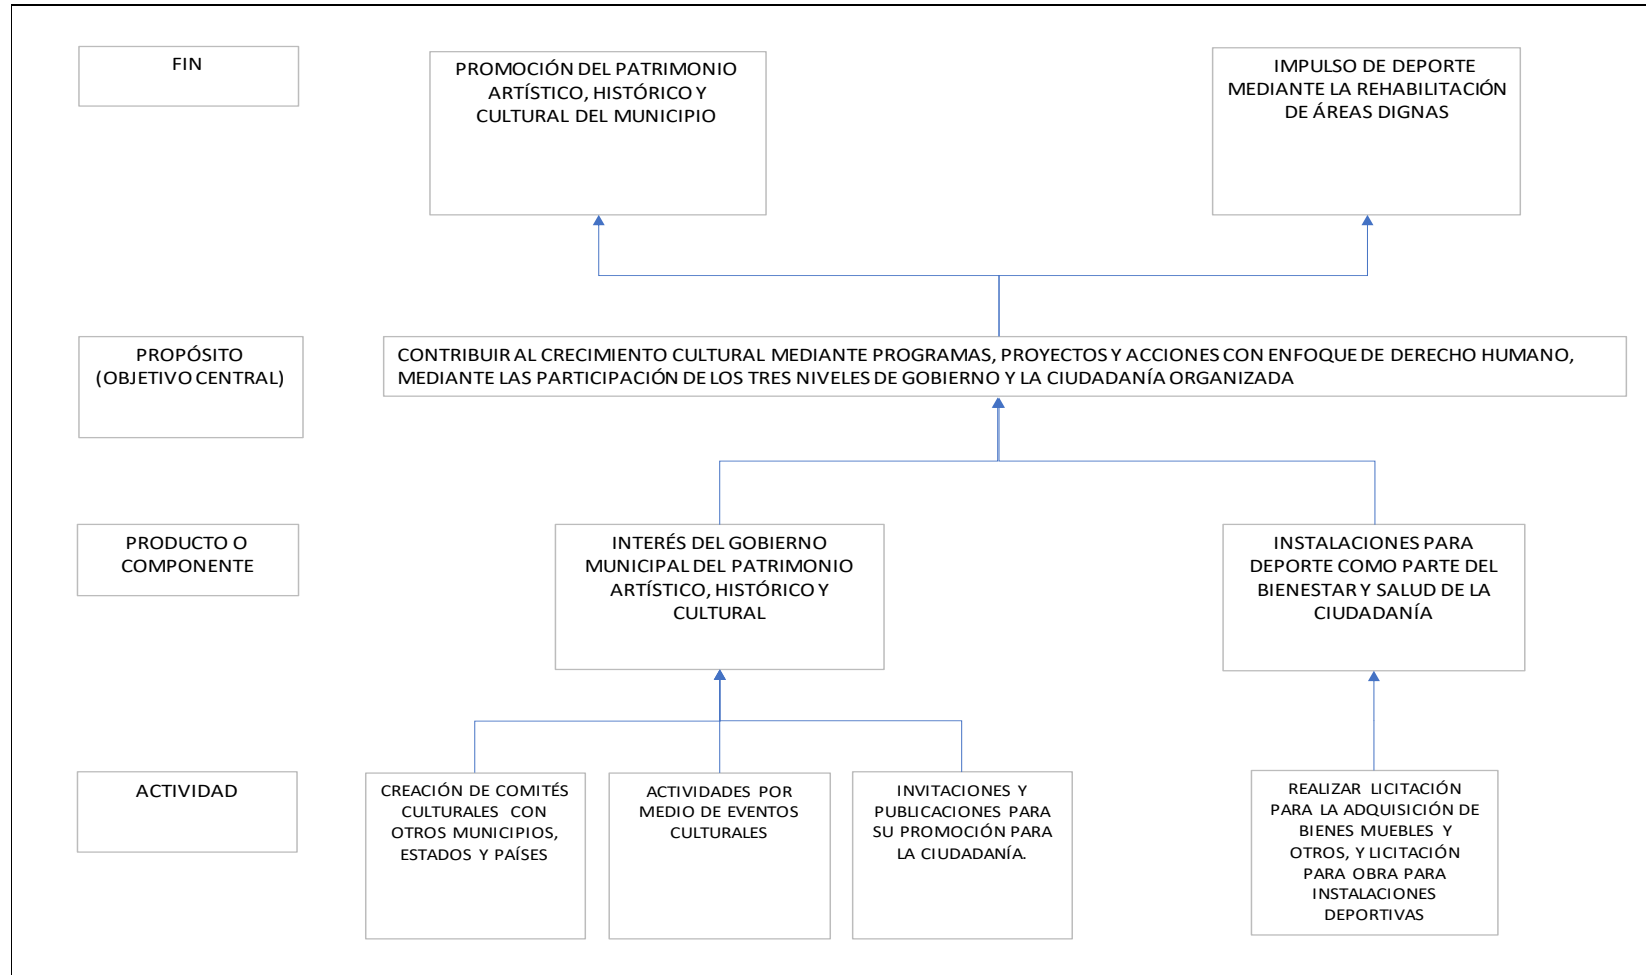 FIN
PROMOCIÓN DEL PATRIMONIO
ARTÍSTICO, HISTÓRICO Y
CULTURAL DEL MUNICIPIO
IMPULSO DE DEPORTE
MEDIANTE LA REHABILITACIÓN
DE ÁREAS DIGNAS
PROPÓSITO
(OBJETIVO CENTRAL)
CONTRIBUIR AL CRECIMIENTO CULTURAL MEDIANTE PROGRAMAS, PROYECTOS Y ACCIONES CON ENFOQUE DE DERECHO HUMANO,
MEDIANTE LAS PARTICIPACIÓN DE LOS TRES NIVELES DE GOBIERNO Y LA CIUDADANÍA ORGANIZADA
PRODUCTO O
COMPONENTE
INTERÉS DEL GOBIERNO
MUNICIPAL DEL PATRIMONIO
ARTÍSTICO, HISTÓRICO Y
CULTURAL
INSTALACIONES PARA
DEPORTE COMO PARTE DEL
BIENESTAR Y SALUD DE LA
CIUDADANÍA
ACTIVIDAD
CREACIÓN DE COMITÉS
CULTURALES CON
OTROS MUNICIPIOS,
ESTADOS Y PAÍSES
ACTIVIDADES POR
MEDIO DE EVENTOS
CULTURALES
INVITACIONES Y
PUBLICACIONES PARA
SU PROMOCIÓN PARA
LA CIUDADANÍA.
REALIZAR LICITACIÓN
PARA LA ADQUISICIÓN DE
BIENES MUEBLES Y
OTROS, Y LICITACIÓN
PARA OBRA PARA
INSTALACIONES
DEPORTIVAS